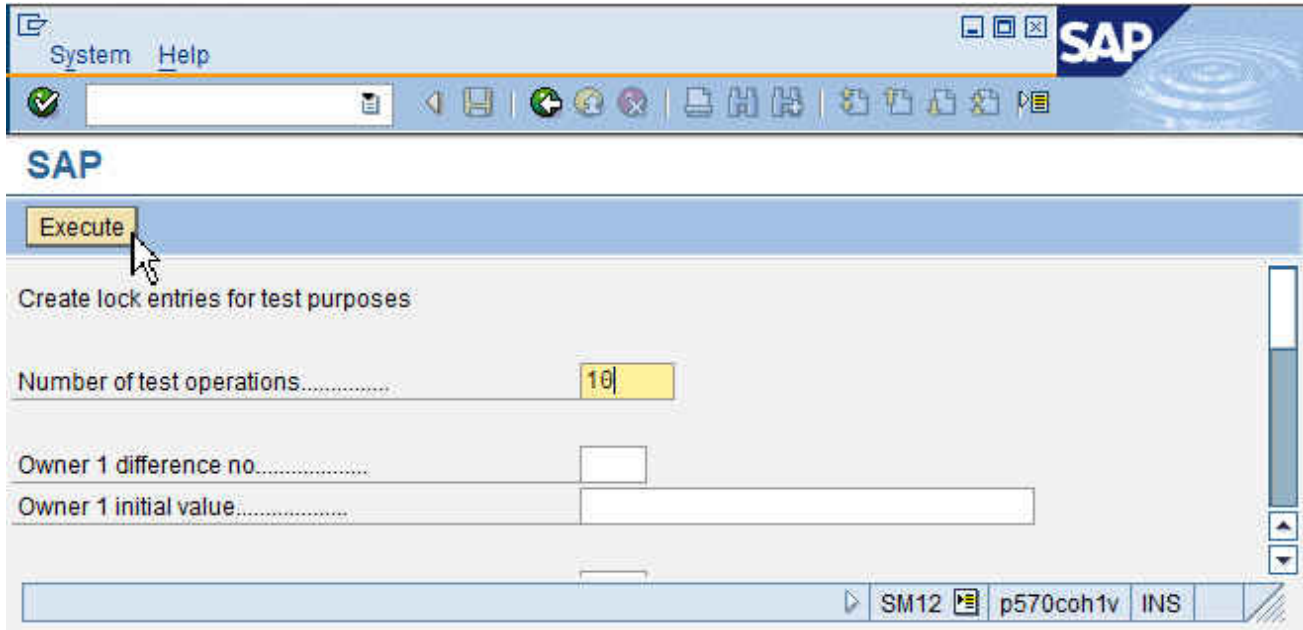 System Help
SAP
SAP
Execute
Create lock entries for test purposes
Number of test operations............... 10
Owner 1 difference no...................
Owner 1 initial value...................
SM12 p570coh1v INS